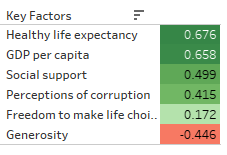 Key Factors
Healthy life expectancy 0.676
GDP per capita 0.658
Social support 0.499
Perceptions of corruption 0.415
Freedom to make life choi.. 0.172
Generosity -0.446